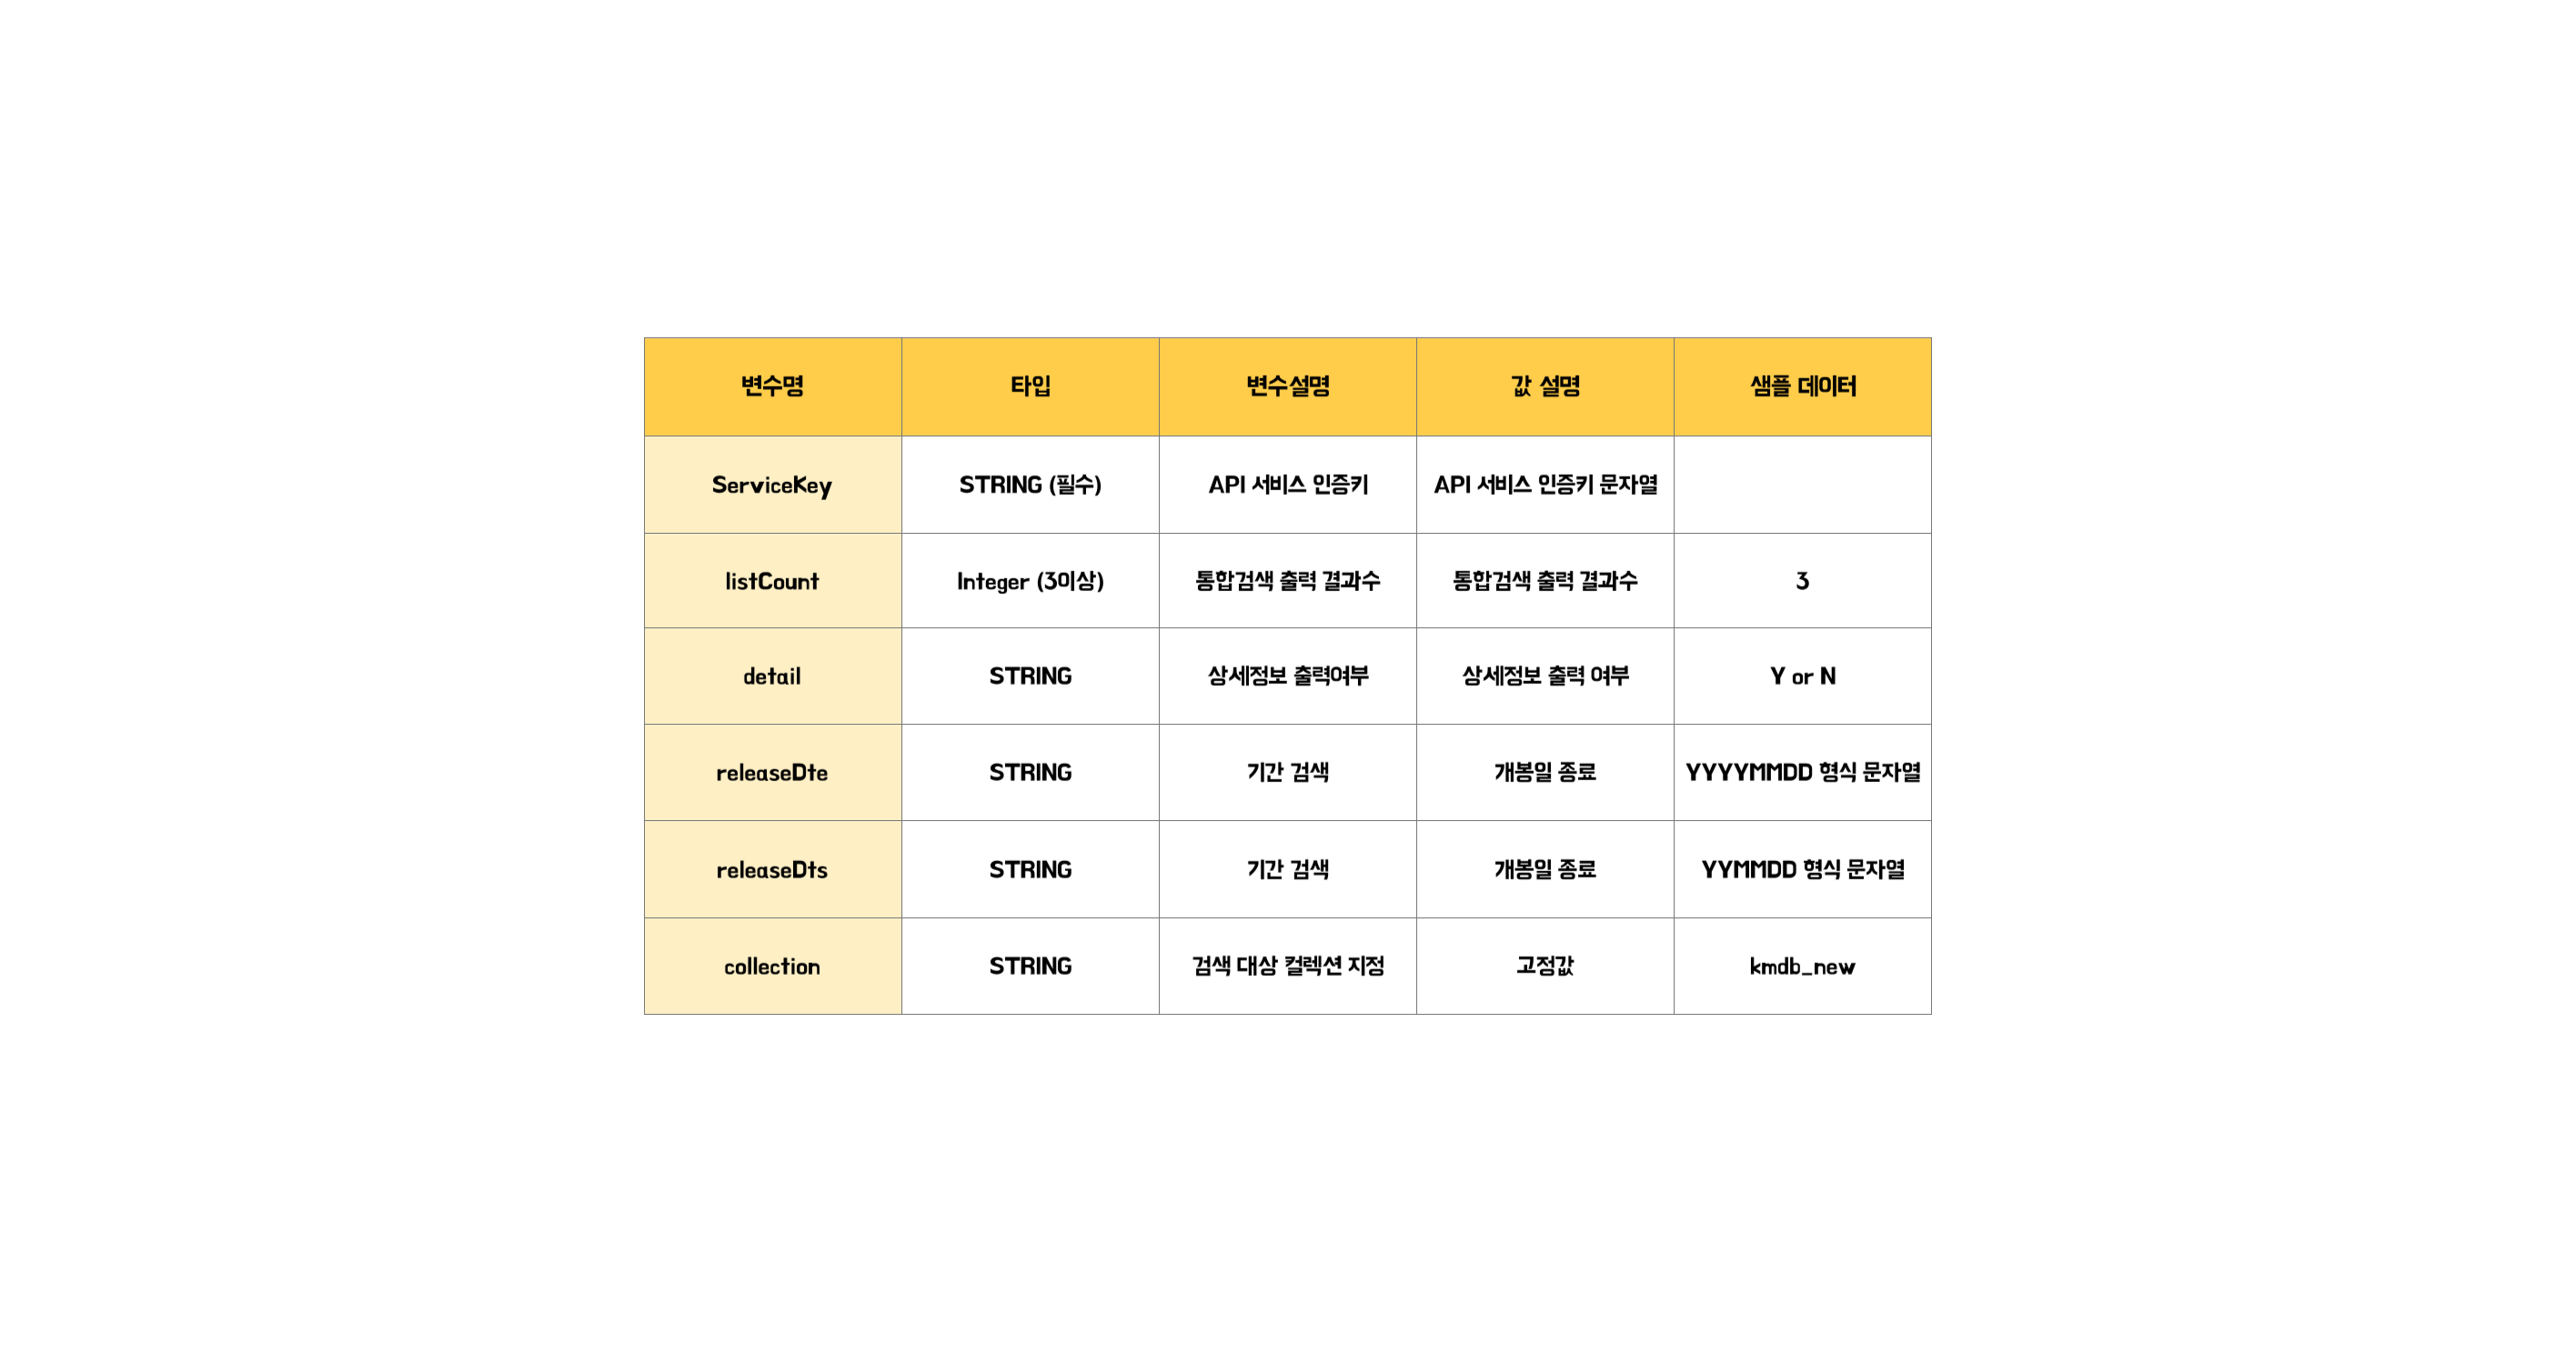 변수명 타입 변수설명 값 설명 샘플 데이터
ServiceKey STRING (필수) API 서비스 인증키 API 서비스 인증키 문자열
listCount Integer (3이상) 통합검색 출력 결과수 통합검색 출력 결과수 3
detail STRING 상세정보 출력여부 상세정보 출력 여부 Y or N
releaseDte STRING 기간 검색 개봉일 종료 YYYYMMDD 형식 문자열
releaseDts STRING 기간 검색 개봉일 종료 YYMMDD 형식 문자열
collection STRING 검색 대상 컬렉션 지정 고정값 kmdb_new